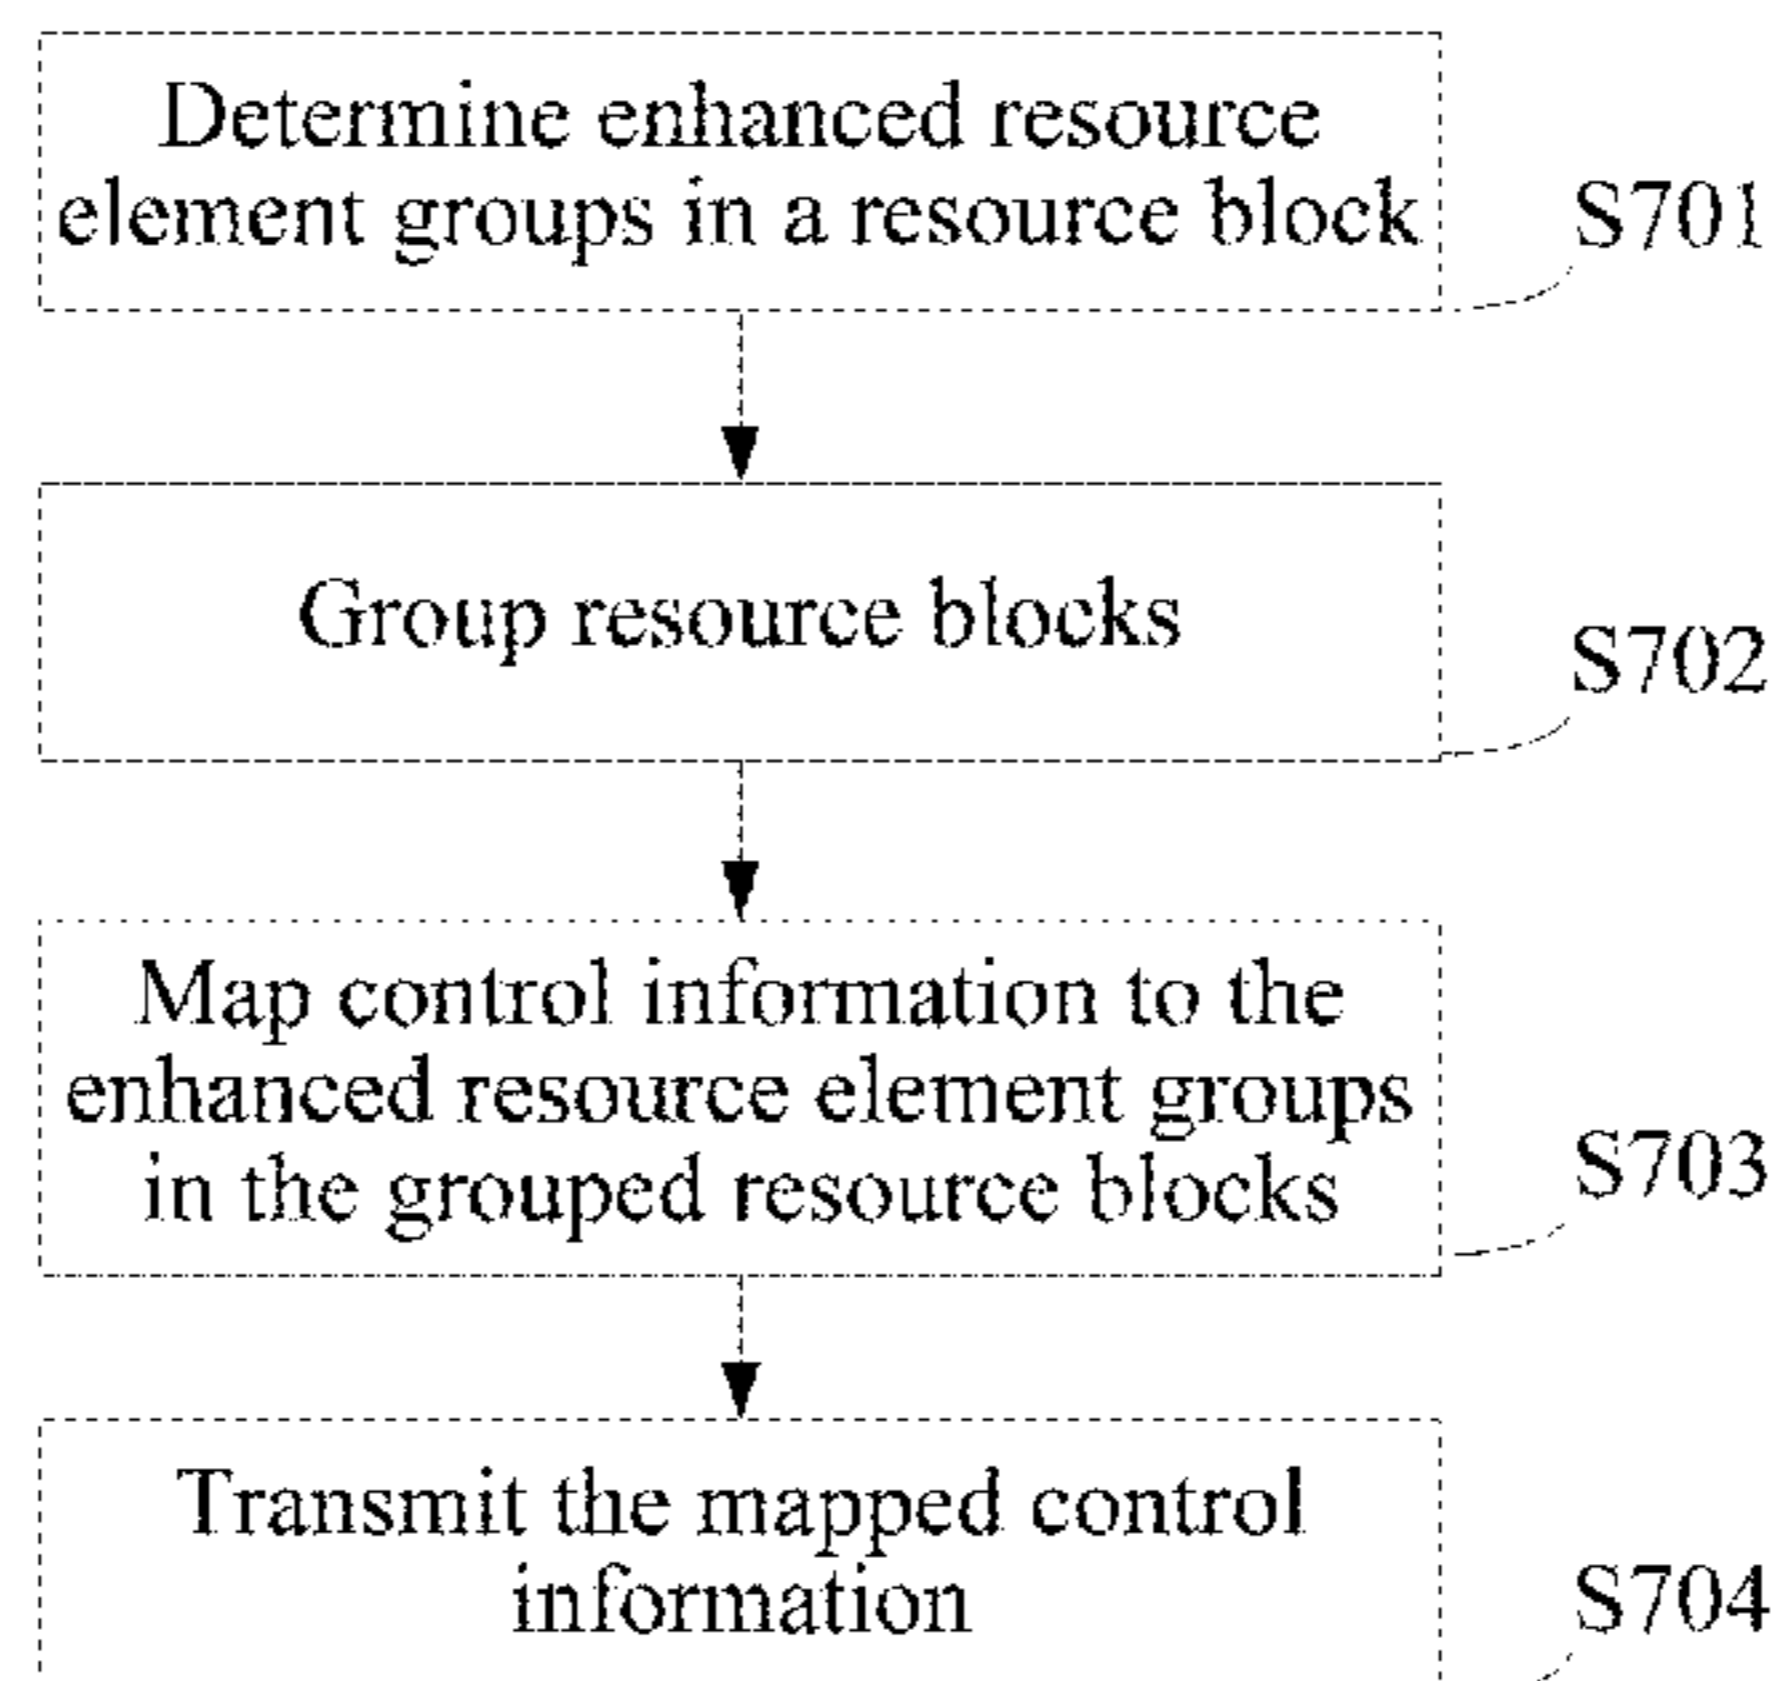 Determine enhanced resource
element groups in a resource block
S701
Group resource blocks
S702
Map control information to the
enhanced resource element groups
in the grouped resource blocks
S703
Transmit the mapped control
information
S704